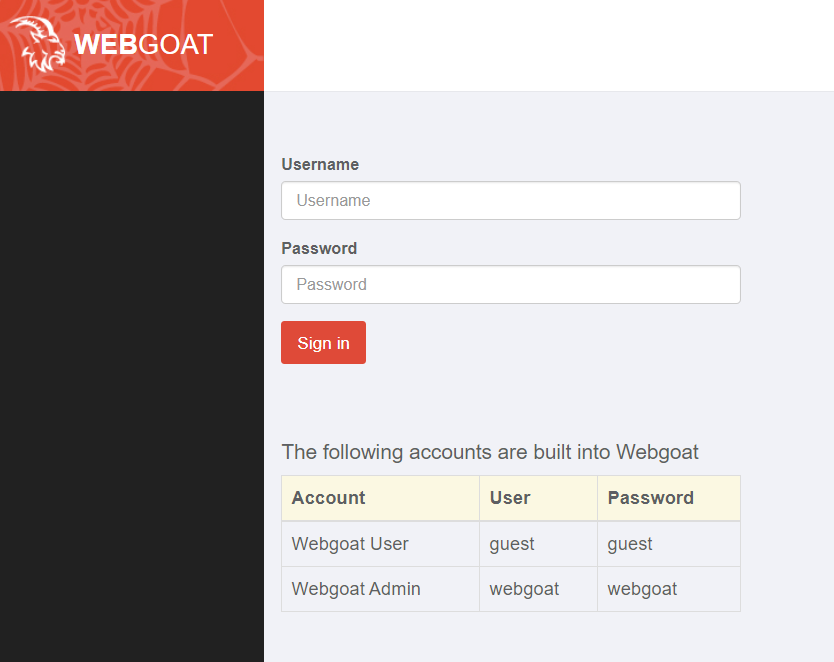 WEBGOAT
Username
Username
Password
Password
Sign in
The following accounts are built into Webgoat
Account User Password
Webgoat User guest guest
Webgoat Admin webgoat webgoat